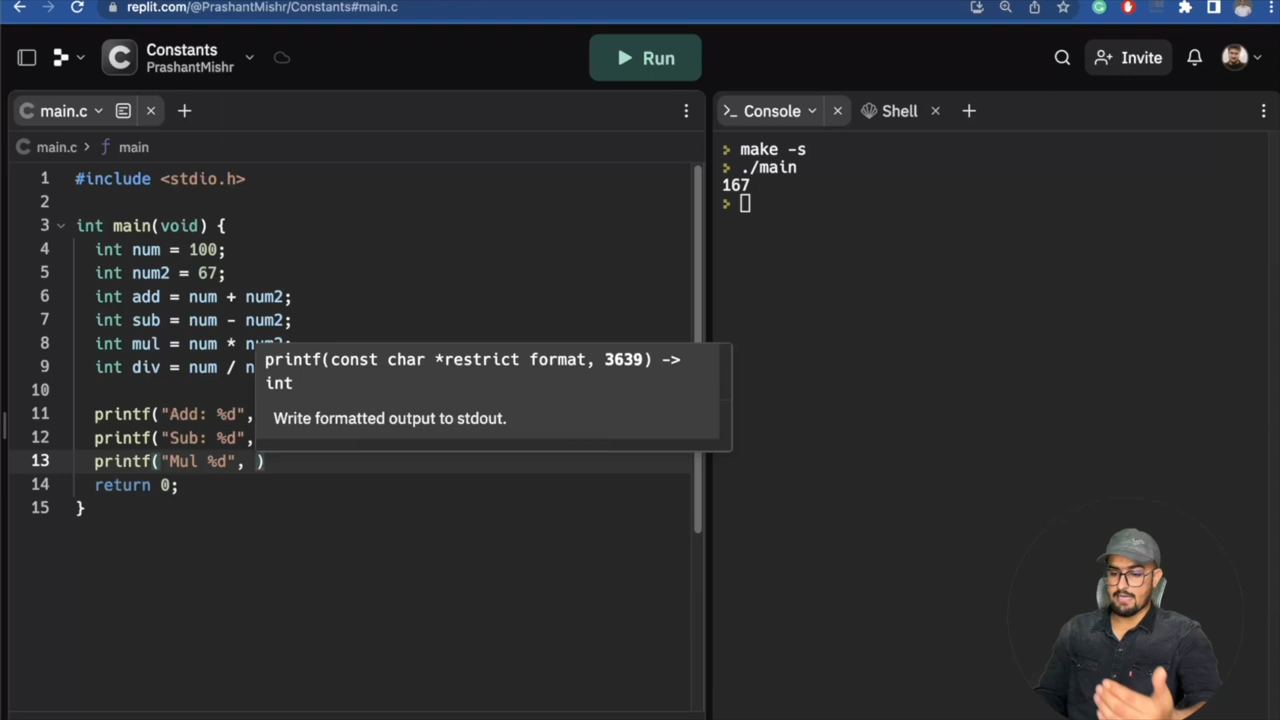 replit.com/@PrashantMishr/Constants#main.c
Constants
PrashantMishr
Run
Invite
main.c
Console
Shell
main.c > main
make -s
./main
167
1 #include <stdio.h>
2
3 int main(void) {
4 int num = 100;
5 int num2 = 67;
6 int add = num + num2;
7 int sub = num - num2;
8 int mul = num * num2;
9 int div = num / n
printf(const char *restrict format, 3639) ->
int
Write formatted output to stdout.
10
11 printf("Add: %d",
12 printf("Sub: %d",
13 printf("Mul %d", )
14 return 0;
15 }